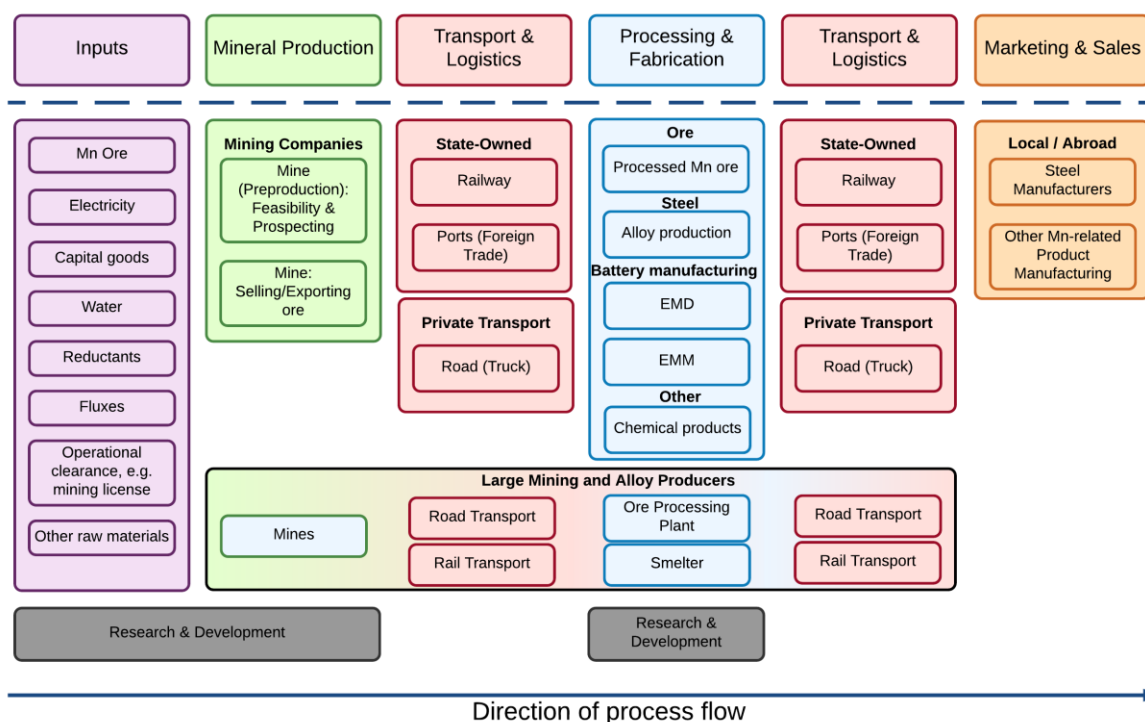 Inputs
Mineral Production
Transport &
Logistics
Processing &
Fabrication
Transport &
Logistics
Marketing & Sales
Mn Ore
Electricity
Capital goods
Water
Reductants
Fluxes
Operational
clearance, e.g.
mining license
Other raw materials
Mining Companies
Mine
(Preproduction):
Feasibility &
Prospecting
Mine:
Selling/Exporting
ore
State-Owned
Railway
Ports (Foreign
Trade)
Private Transport
Road (Truck)
Ore
Processed Mn ore
Steel
Alloy production
Battery manufacturing
EMD
EMM
Other
Chemical products
State-Owned
Railway
Ports (Foreign
Trade)
Private Transport
Road (Truck)
Local / Abroad
Steel
Manufacturers
Other Mn-related
Product
Manufacturing
Large Mining and Alloy Producers
Mines
Road Transport
Rail Transport
Ore Processing
Plant
Smelter
Road Transport
Rail Transport
Research & Development
Research &
Development
Direction of process flow